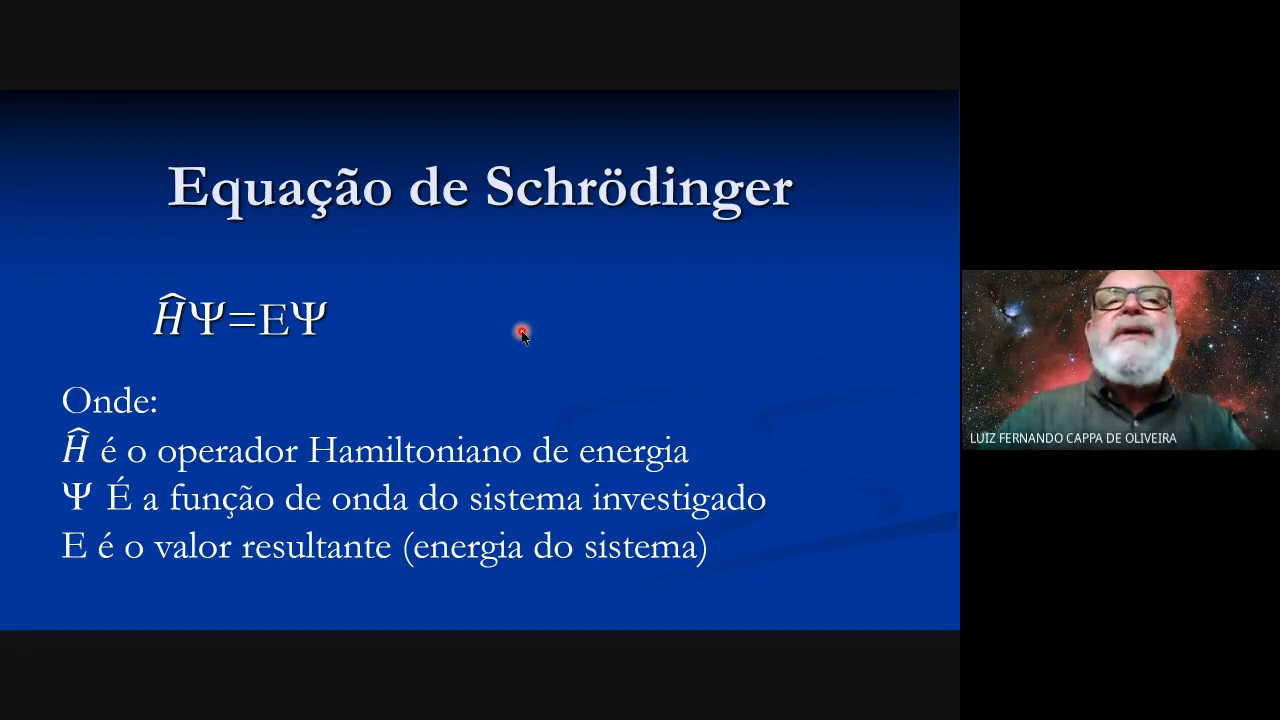 Equação de Schrödinger
ĤΨ=EΨ
Onde:
Ĥ é o operador Hamiltoniano de energia
Ψ É a função de onda do sistema investigado
E é o valor resultante (energia do sistema)
LUIZ FERNANDO CAPPA DE OLIVEIRA